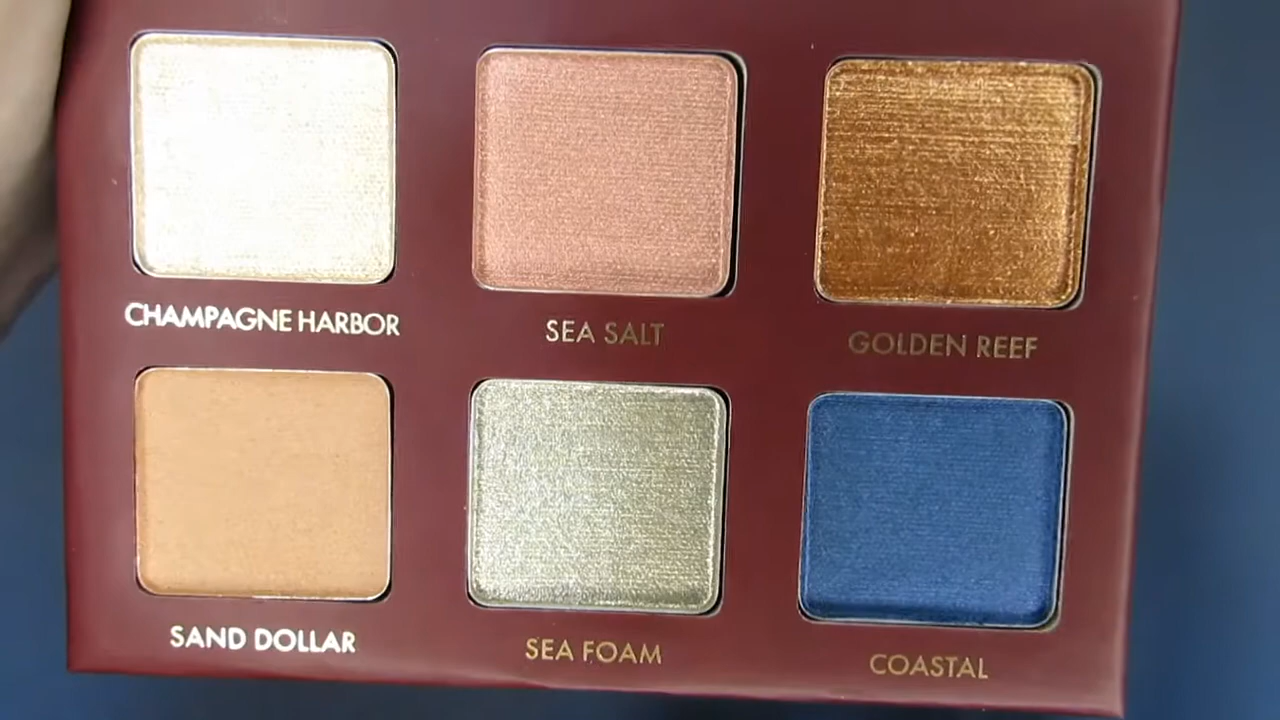 CHAMPAGNE HARBOR
SEA SALT
GOLDEN REEF
SAND DOLLAR
SEA FOAM
COASTAL